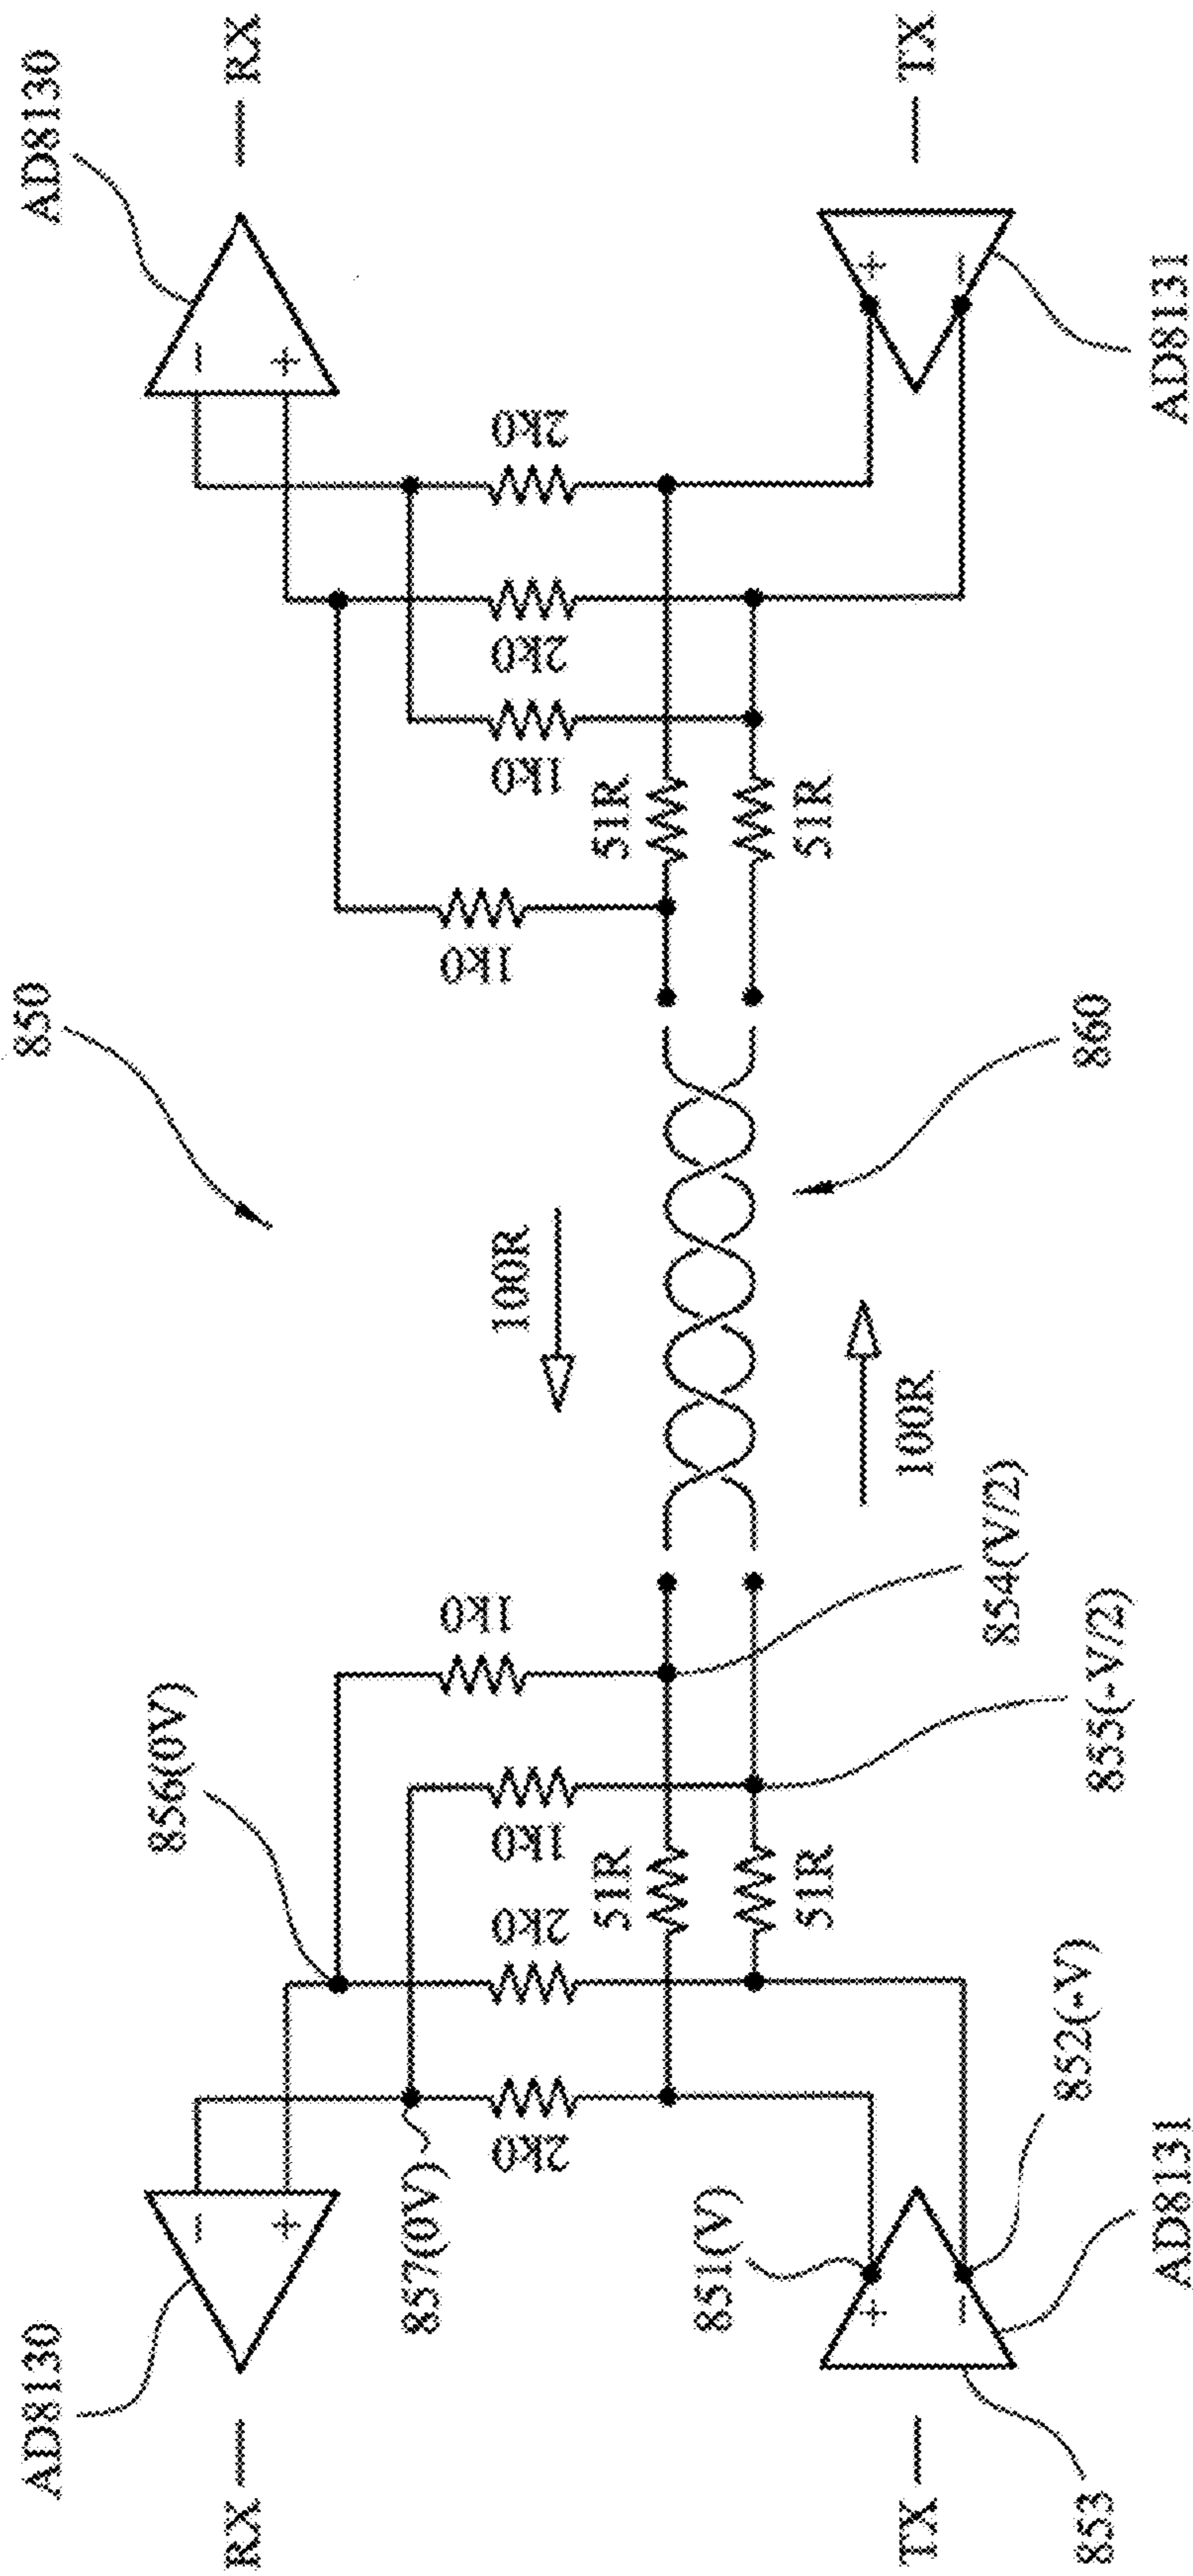 AD8130
RX
AD8130
RX
850
856(0V)
857(0V)
2k0
2k0
1k0
1k0
1k0
1k0
2k0
2k0
51R
51R
51R
51R
100R
100R
860
854(V/2)
855(-V/2)
851(V)
852(-V)
853
TX
AD8131
TX
AD8131
+
−
+
−
+
−
+
−